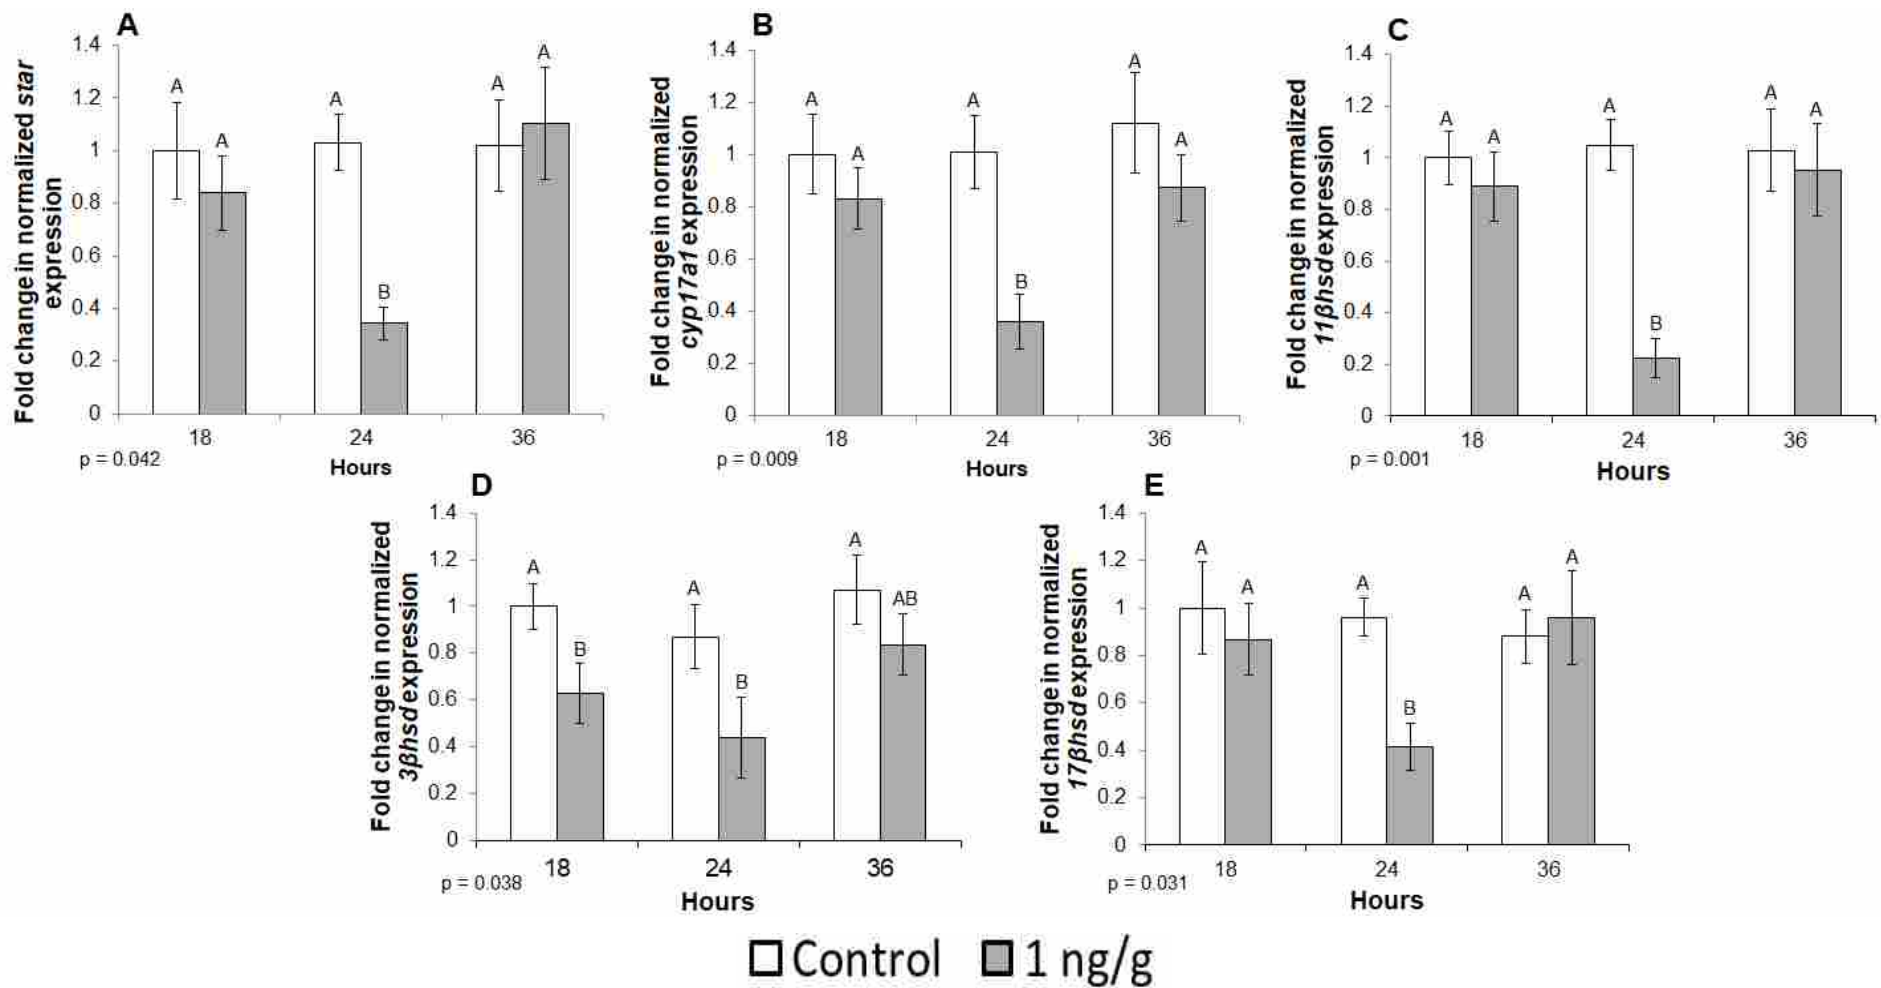 A
Fold change in normalized star
expression
1.4
1.2
1
0.8
0.6
0.4
0.2
0
A
A
A
B
A
A
18
24
36
p = 0.042
Hours
B
Fold change in normalized
cyp17a1 expression
1.4
1.2
1
0.8
0.6
0.4
0.2
0
A
A
A
B
A
A
18
24
36
p = 0.009
Hours
C
Fold change in normalized
11βhsd expression
1.4
1.2
1
0.8
0.6
0.4
0.2
0
A
A
A
B
A
A
18
24
36
p = 0.001
Hours
D
Fold change in normalized
3βhsd expression
1.4
1.2
1
0.8
0.6
0.4
0.2
0
A
B
A
B
A
AB
18
24
36
p = 0.038
Hours
E
Fold change in normalized
17βhsd expression
1.4
1.2
1
0.8
0.6
0.4
0.2
0
A
A
A
B
A
A
18
24
36
p = 0.031
Hours
Control
1 ng/g